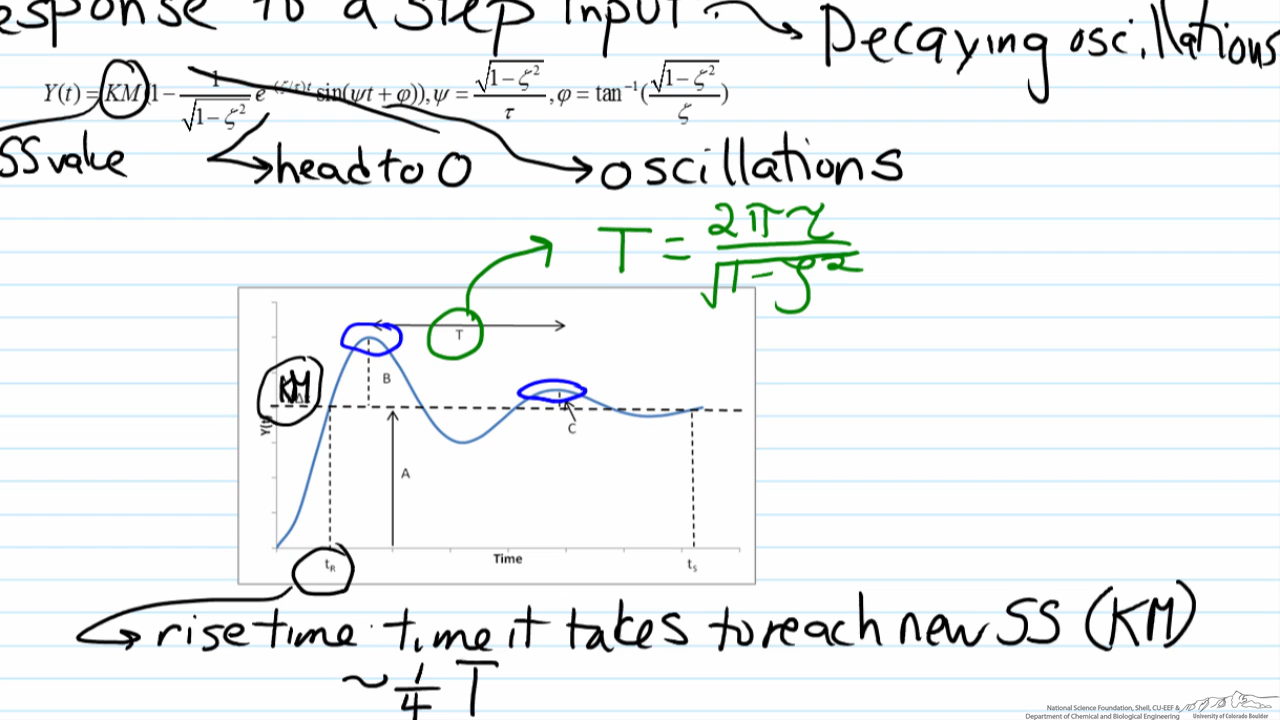 esponse to a step input Decaying oscillations
Y(t) = KM(1 − 1/√(1−ζ²) e^(−(ζ/τ)t) sin(ψt + φ)), ψ = √(1−ζ²)/τ, φ = tan⁻¹(√(1−ζ²)/ζ)
SS value head to 0 oscillations
T = 2πτ/√(1−ζ²)
T
KM
B
Y(t)
C
A
Time
tR
tS
rise time · time it takes to reach new SS (KM)
~ 1/4 T
National Science Foundation, Shell, CU-EEF &
Department of Chemical and Biological Engineering
University of Colorado Boulder